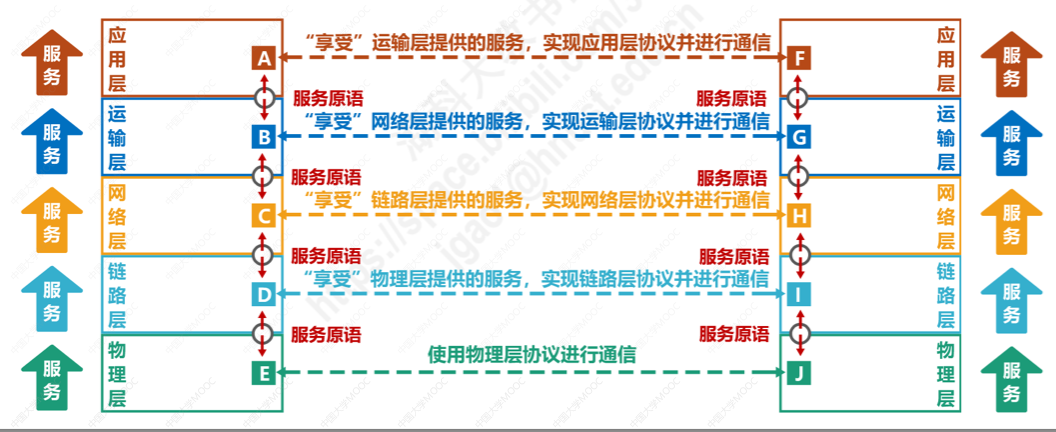 应用层
A
“享受”运输层提供的服务，实现应用层协议并进行通信
F
应用层
服务
服务
服务原语
服务原语
运输层
B
“享受”网络层提供的服务，实现运输层协议并进行通信
G
运输层
服务
服务
服务原语
服务原语
网络层
C
“享受”链路层提供的服务，实现网络层协议并进行通信
H
网络层
服务
服务
服务原语
服务原语
链路层
D
“享受”物理层提供的服务，实现链路层协议并进行通信
I
链路层
服务
服务
服务原语
服务原语
物理层
E
使用物理层协议进行通信
J
物理层
服务
服务
中国大学MOOC